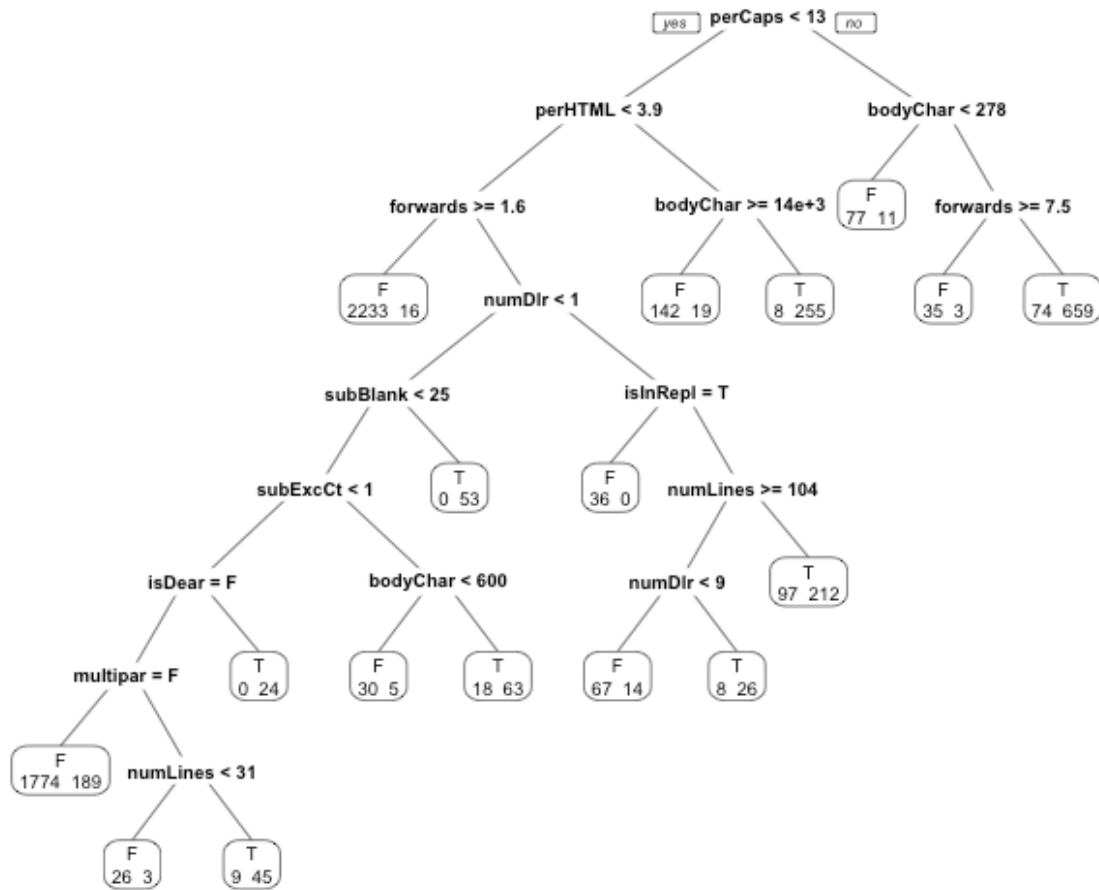 yes perCaps < 13 no
perHTML < 3.9
bodyChar < 278
forwards >= 1.6
bodyChar >= 14e+3
F
77 11
forwards >= 7.5
F
2233 16
numDlr < 1
F
142 19
T
8 255
F
35 3
T
74 659
subBlank < 25
isInRepl = T
subExcCt < 1
T
0 53
F
36 0
numLines >= 104
isDear = F
bodyChar < 600
numDlr < 9
T
97 212
multipar = F
T
0 24
F
30 5
T
18 63
F
67 14
T
8 26
F
1774 189
numLines < 31
F
26 3
T
9 45